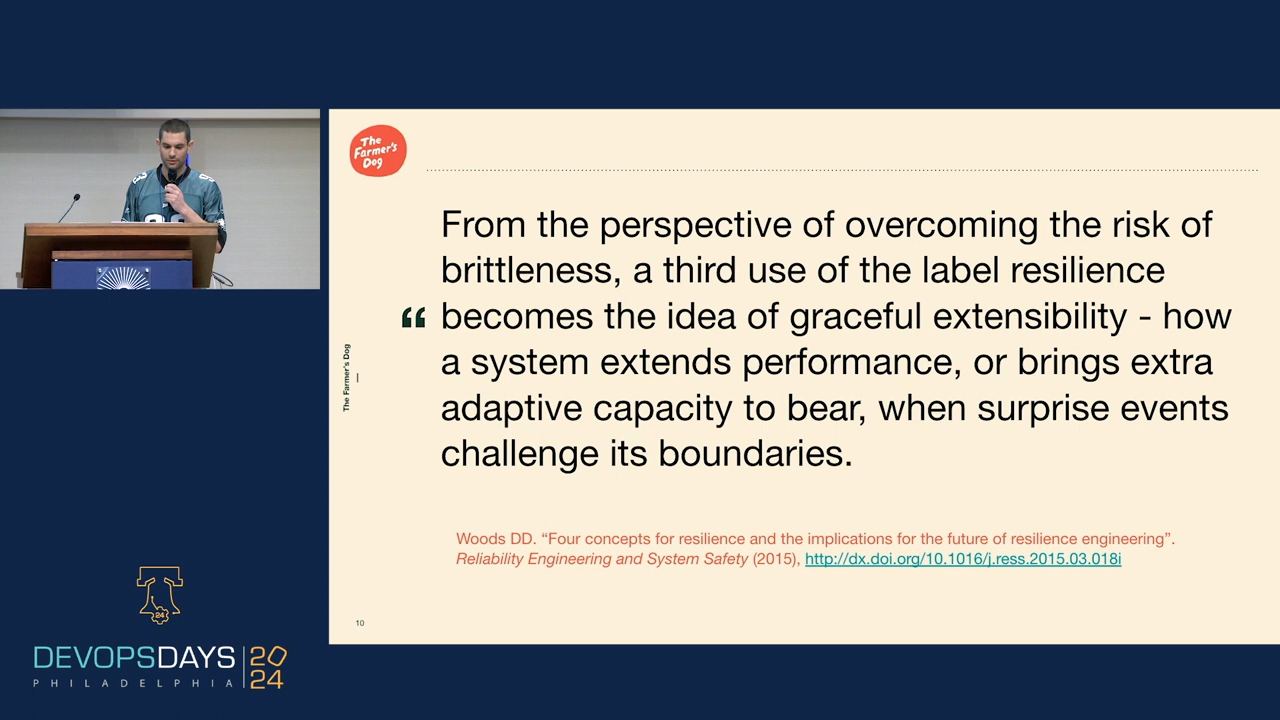 The
Farmer's
Dog
From the perspective of overcoming the risk of
brittleness, a third use of the label resilience
“ becomes the idea of graceful extensibility - how
a system extends performance, or brings extra
adaptive capacity to bear, when surprise events
challenge its boundaries.
The Farmer's Dog —
Woods DD. “Four concepts for resilience and the implications for the future of resilience engineering”.
Reliability Engineering and System Safety (2015), http://dx.doi.org/10.1016/j.ress.2015.03.018i
10
24
DEVOPSDAYS
PHILADELPHIA
20
24